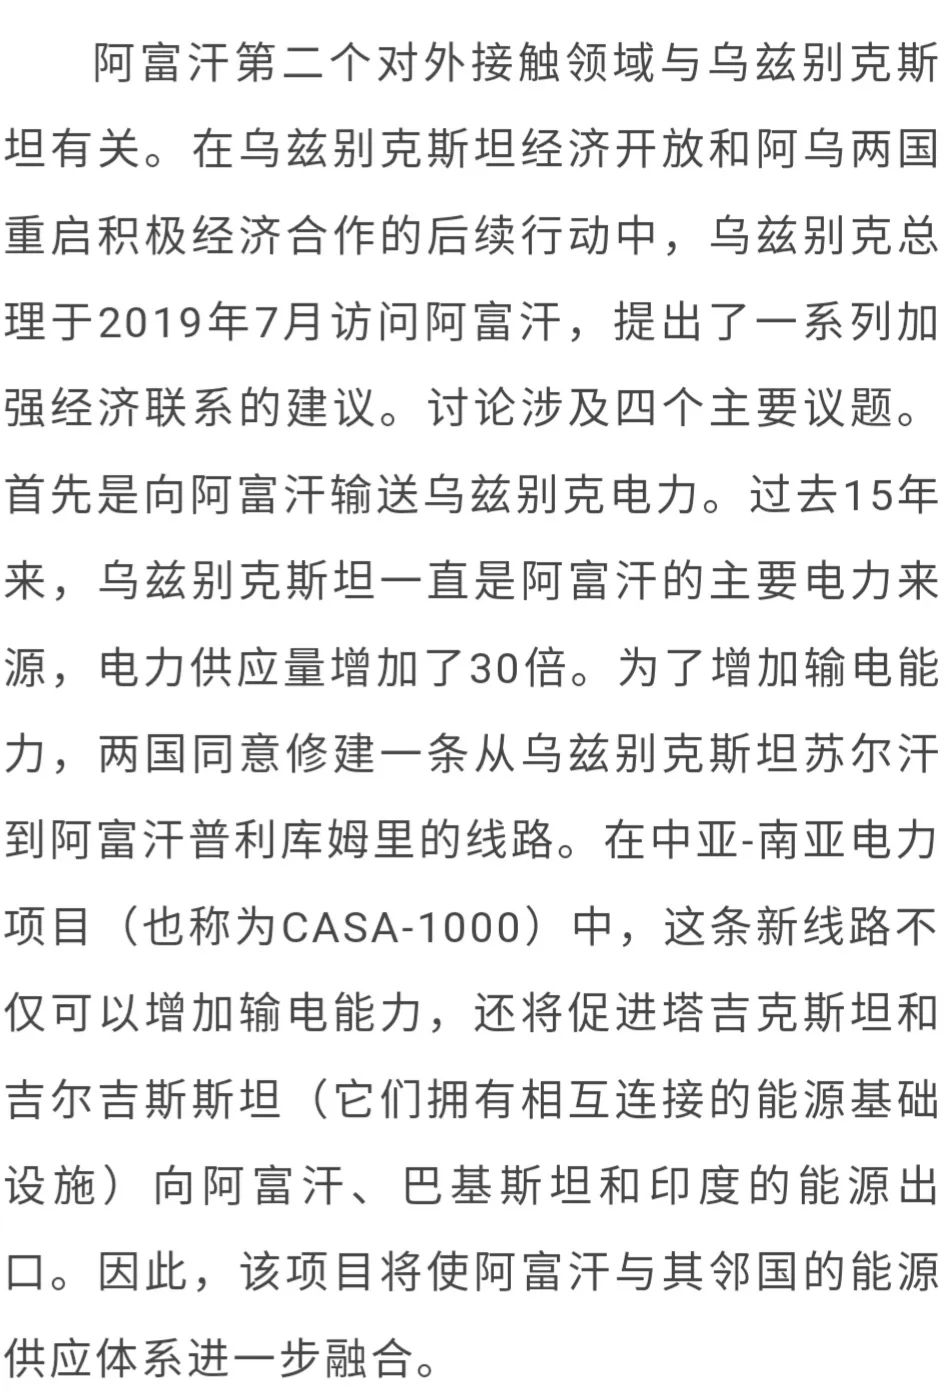 阿富汗第二个对外接触领域与乌兹别克斯
坦有关。在乌兹别克斯坦经济开放和阿乌两国
重启积极经济合作的后续行动中，乌兹别克总
理于2019年7月访问阿富汗，提出了一系列加
强经济联系的建议。讨论涉及四个主要议题。
首先是向阿富汗输送乌兹别克电力。过去15年
来，乌兹别克斯坦一直是阿富汗的主要电力来
源，电力供应量增加了30倍。为了增加输电能
力，两国同意修建一条从乌兹别克斯坦苏尔汗
到阿富汗普利库姆里的线路。在中亚-南亚电力
项目（也称为CASA-1000）中，这条新线路不
仅可以增加输电能力，还将促进塔吉克斯坦和
吉尔吉斯斯坦（它们拥有相互连接的能源基础
设施）向阿富汗、巴基斯坦和印度的能源出
口。因此，该项目将使阿富汗与其邻国的能源
供应体系进一步融合。